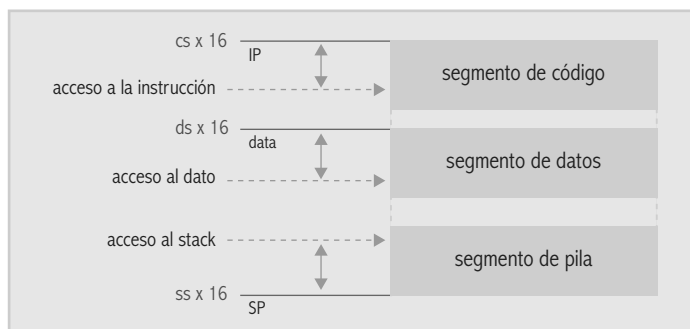 cs x 16
IP
segmento de código
acceso a la instrucción
ds x 16
data
segmento de datos
acceso al dato
acceso al stack
segmento de pila
ss x 16
SP